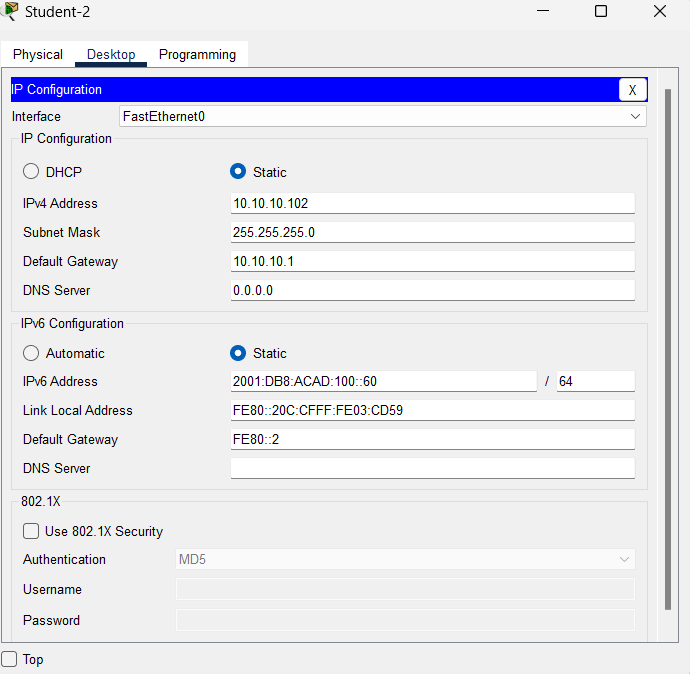 Student-2
Physical Desktop Programming
IP Configuration X
Interface FastEthernet0
IP Configuration
DHCP Static
IPv4 Address 10.10.10.102
Subnet Mask 255.255.255.0
Default Gateway 10.10.10.1
DNS Server 0.0.0.0
IPv6 Configuration
Automatic Static
IPv6 Address 2001:DB8:ACAD:100::60 / 64
Link Local Address FE80::20C:CFFF:FE03:CD59
Default Gateway FE80::2
DNS Server
802.1X
Use 802.1X Security
Authentication MD5
Username
Password
Top